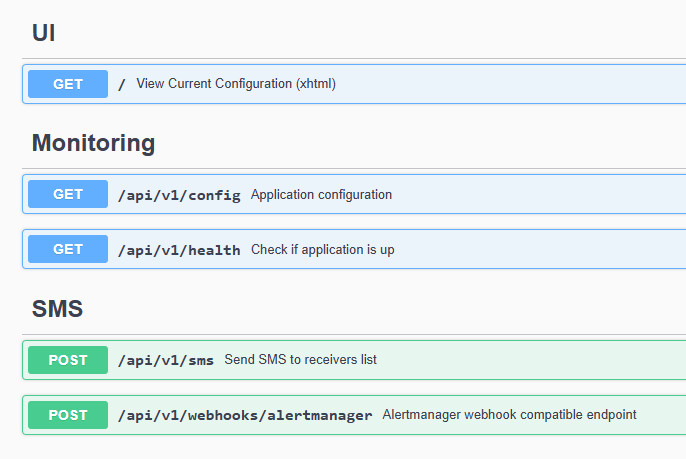 UI
GET / View Current Configuration (xhtml)
Monitoring
GET /api/v1/config Application configuration
GET /api/v1/health Check if application is up
SMS
POST /api/v1/sms Send SMS to receivers list
POST /api/v1/webhooks/alertmanager Alertmanager webhook compatible endpoint